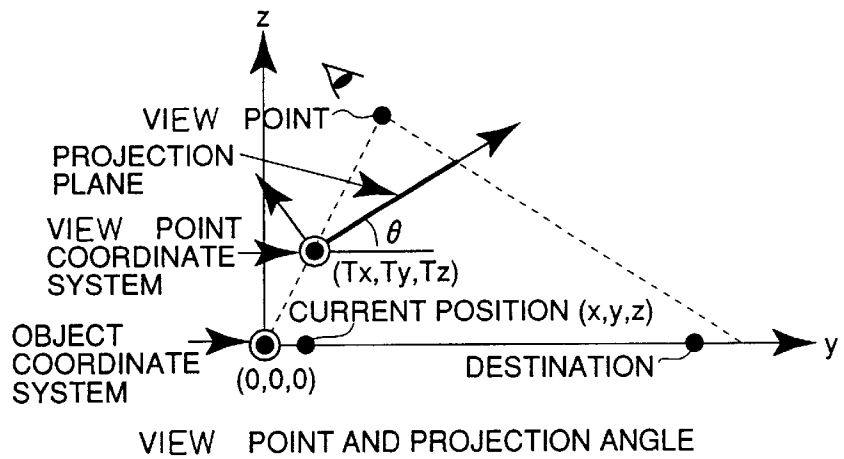 z
VIEW POINT
PROJECTION
PLANE
VIEW POINT
COORDINATE
SYSTEM
θ
(Tx,Ty,Tz)
CURRENT POSITION (x,y,z)
OBJECT
COORDINATE
SYSTEM
(0,0,0)
DESTINATION
y
VIEW POINT AND PROJECTION ANGLE